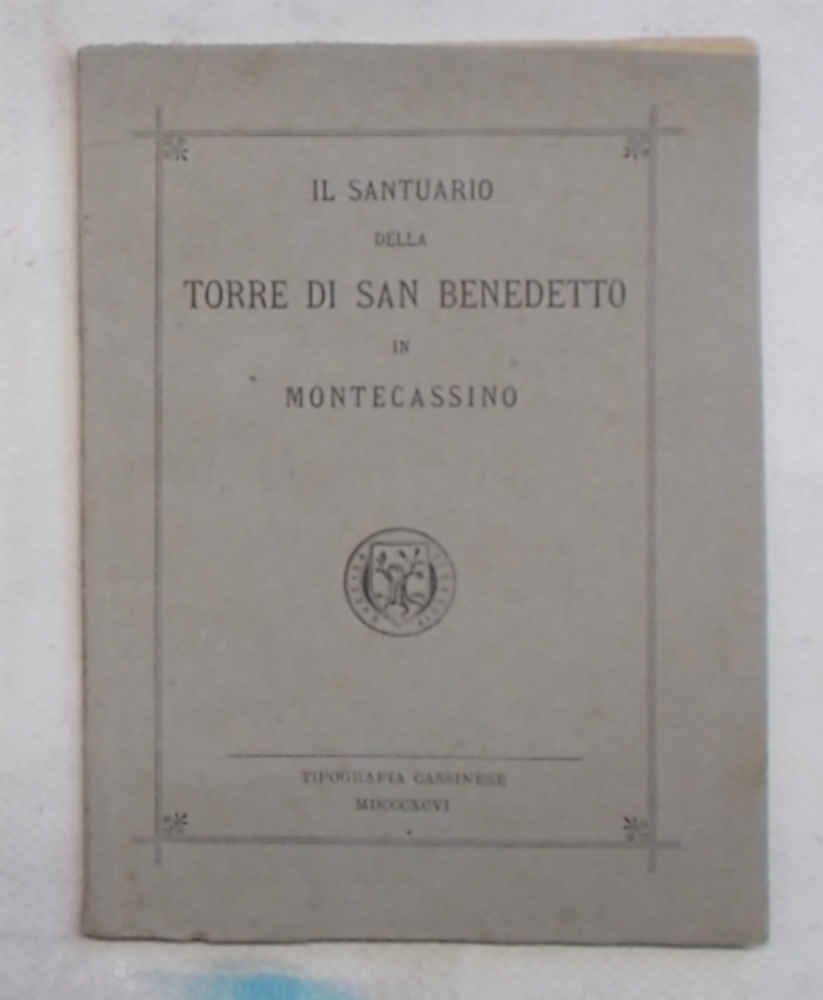 IL SANTUARIO
DELLA
TORRE DI SAN BENEDETTO
IN
MONTECASSINO
TIPOGRAFIA CASSINESE
MDCCCXCVI